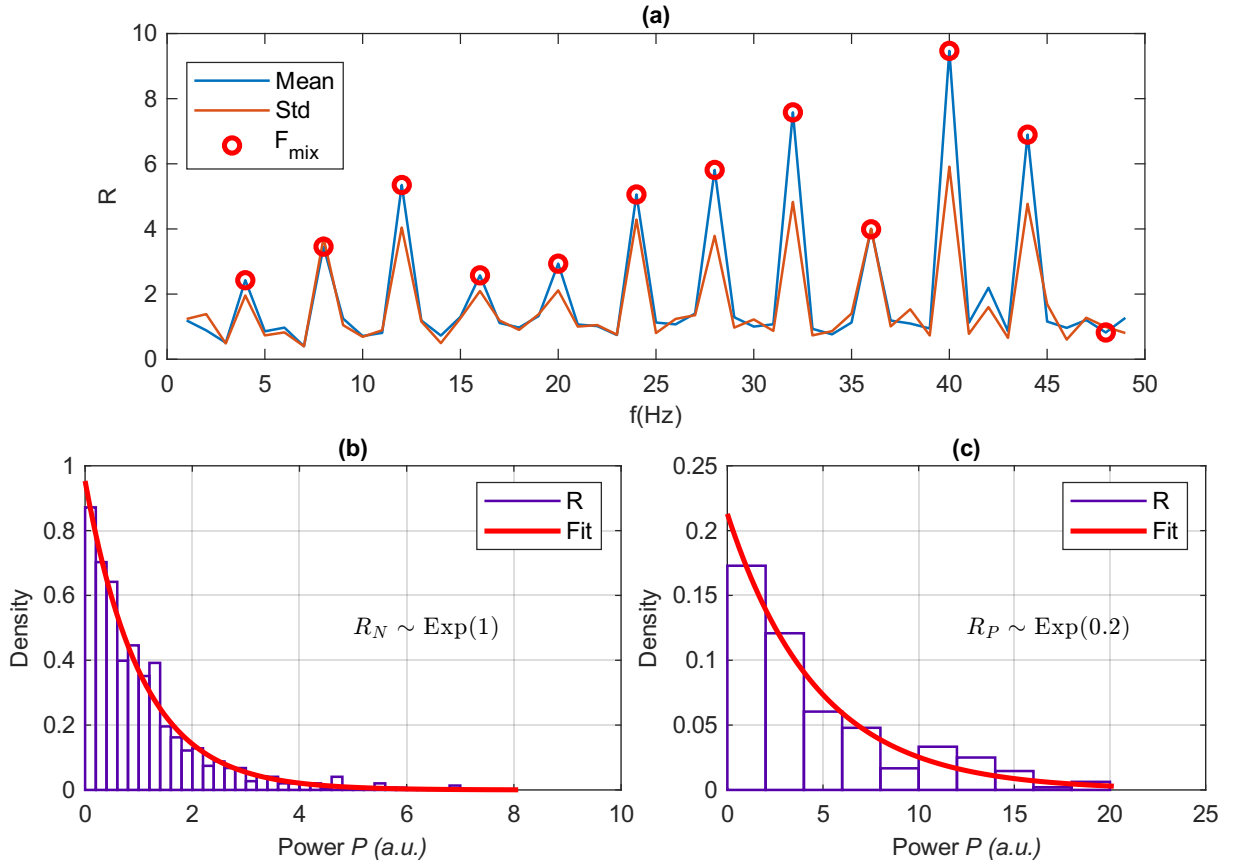 (a)
10
8
6
4
2
0
R
Mean
Std
F_mix
0 5 10 15 20 25 30 35 40 45 50
f(Hz)
(b)
1
0.8
0.6
0.4
0.2
0
Density
R
Fit
R_N ∼ Exp(1)
0 2 4 6 8 10
Power P (a.u.)
(c)
0.25
0.2
0.15
0.1
0.05
0
Density
R
Fit
R_P ∼ Exp(0.2)
0 5 10 15 20 25
Power P (a.u.)